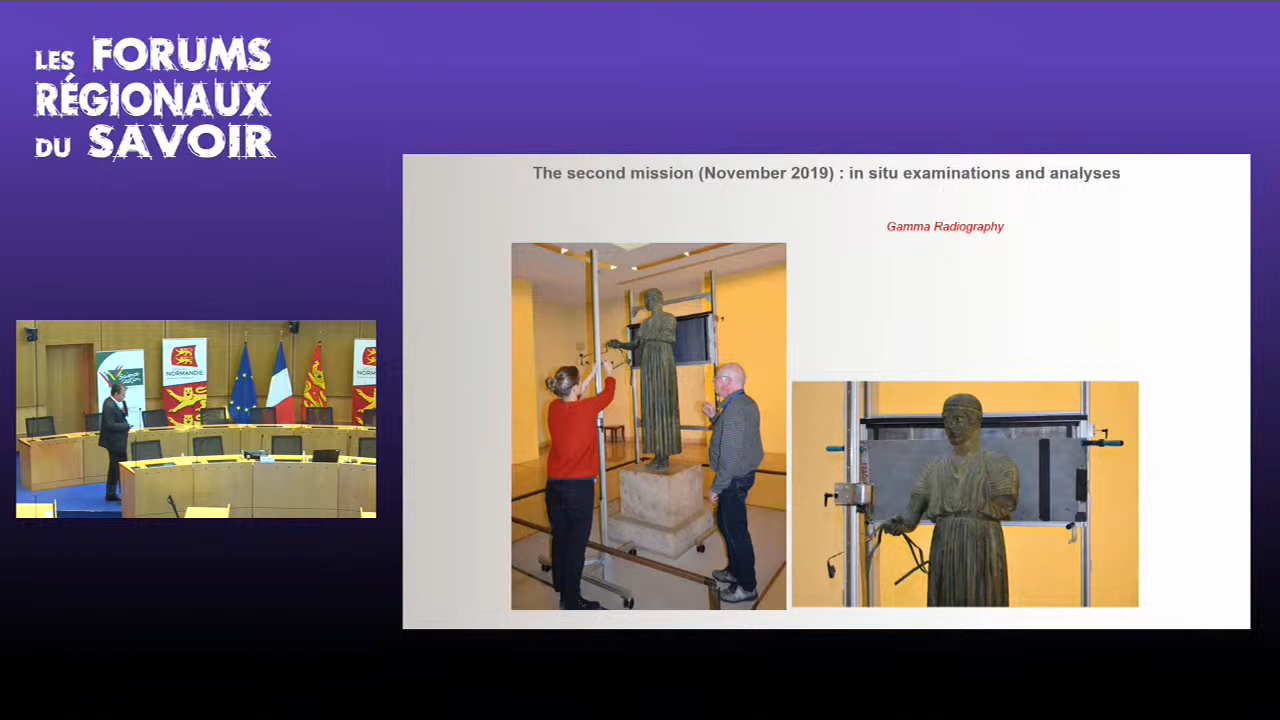 LES FORUMS
RÉGIONAUX
DU SAVOIR
The second mission (November 2019) : in situ examinations and analyses
Gamma Radiography
NORMANDIE